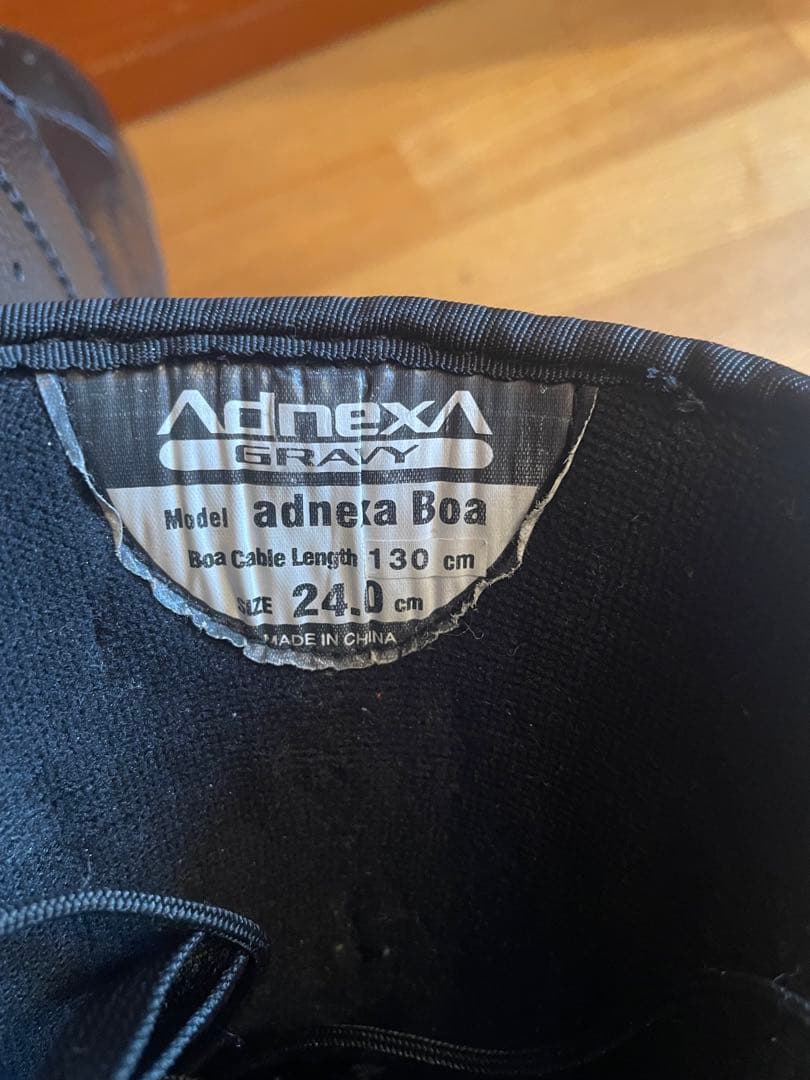 AdnexA
GRAVY
Model adnexa Boa
Boa Cable Length 130 cm
SIZE 24.0 cm
MADE IN CHINA